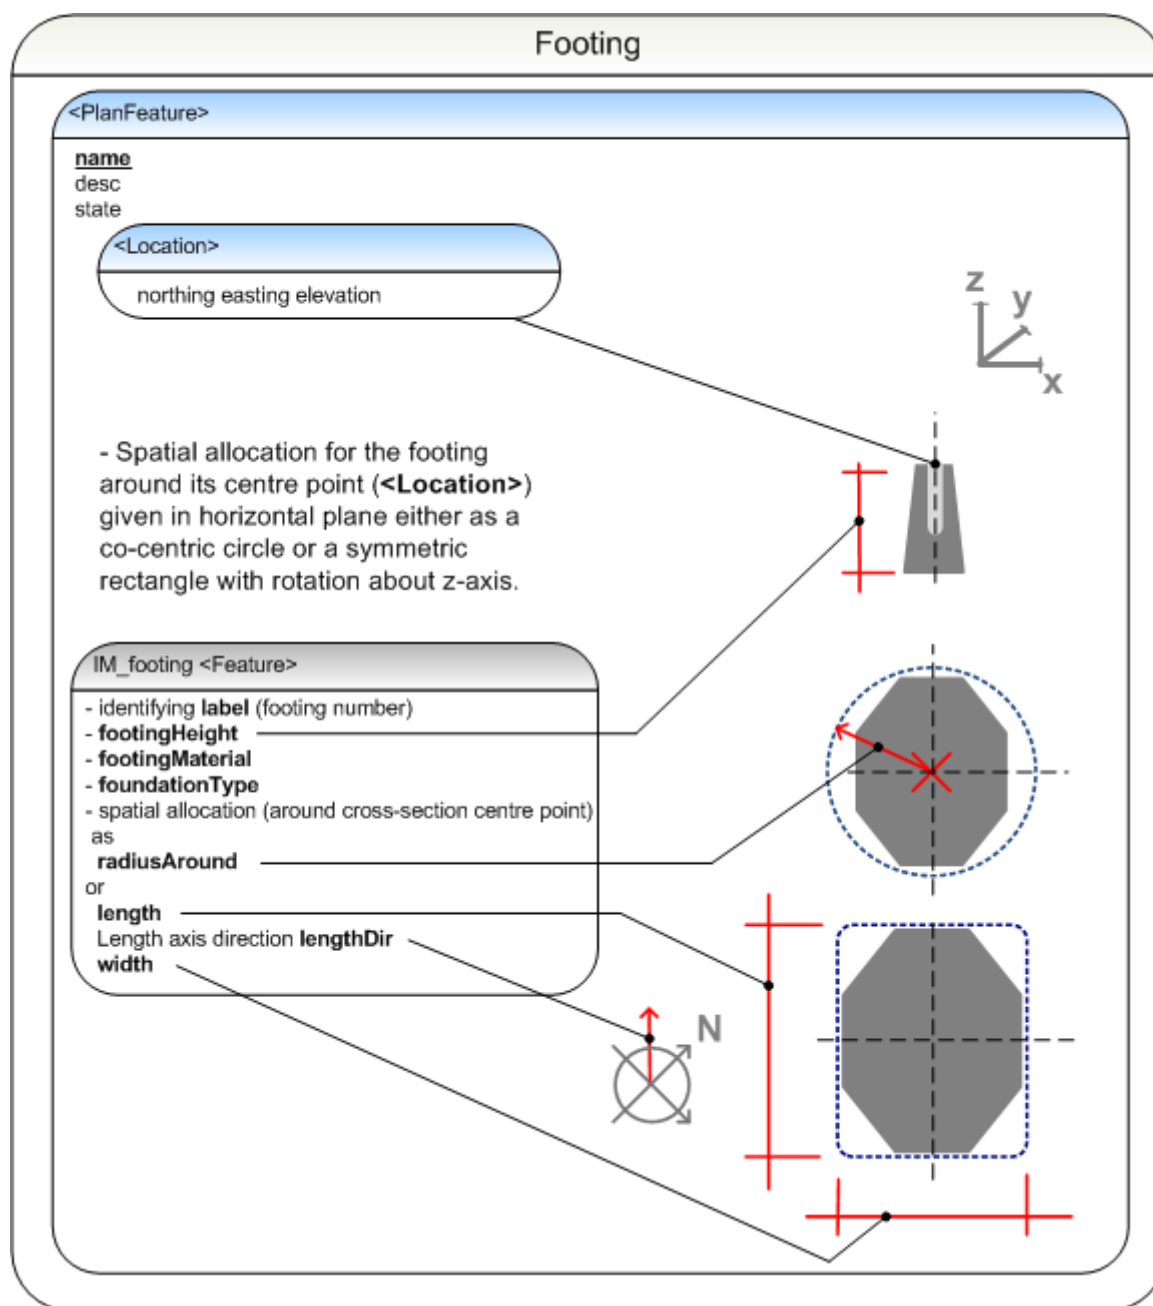 Footing
<PlanFeature>
name
desc
state
<Location>
northing easting elevation
z
y
x
- Spatial allocation for the footing
around its centre point (<Location>)
given in horizontal plane either as a
co-centric circle or a symmetric
rectangle with rotation about z-axis.
IM_footing <Feature>
- identifying label (footing number)
- footingHeight
- footingMaterial
- foundationType
- spatial allocation (around cross-section centre point)
as
radiusAround
or
length
Length axis direction lengthDir
width
N